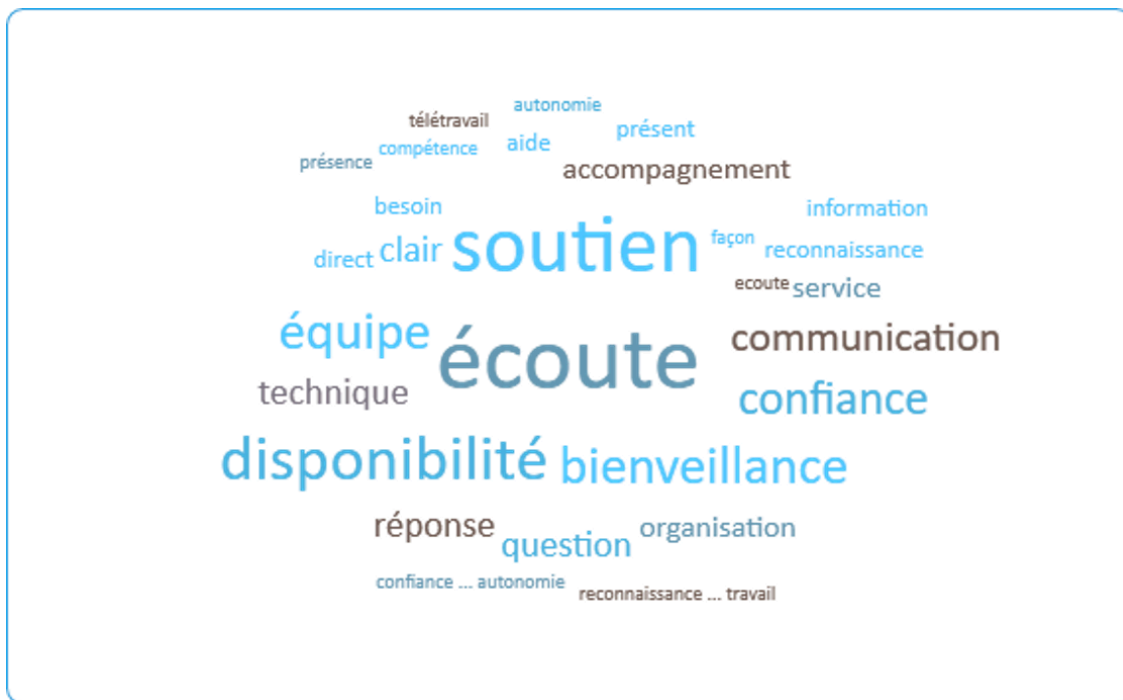 autonomie
télétravail
présent
compétence
aide
présence
accompagnement
besoin
information
soutien
façon
direct
clair
reconnaissance
ecoute
service
équipe
écoute
communication
technique
confiance
disponibilité
bienveillance
réponse
question
organisation
confiance ... autonomie
reconnaissance ... travail